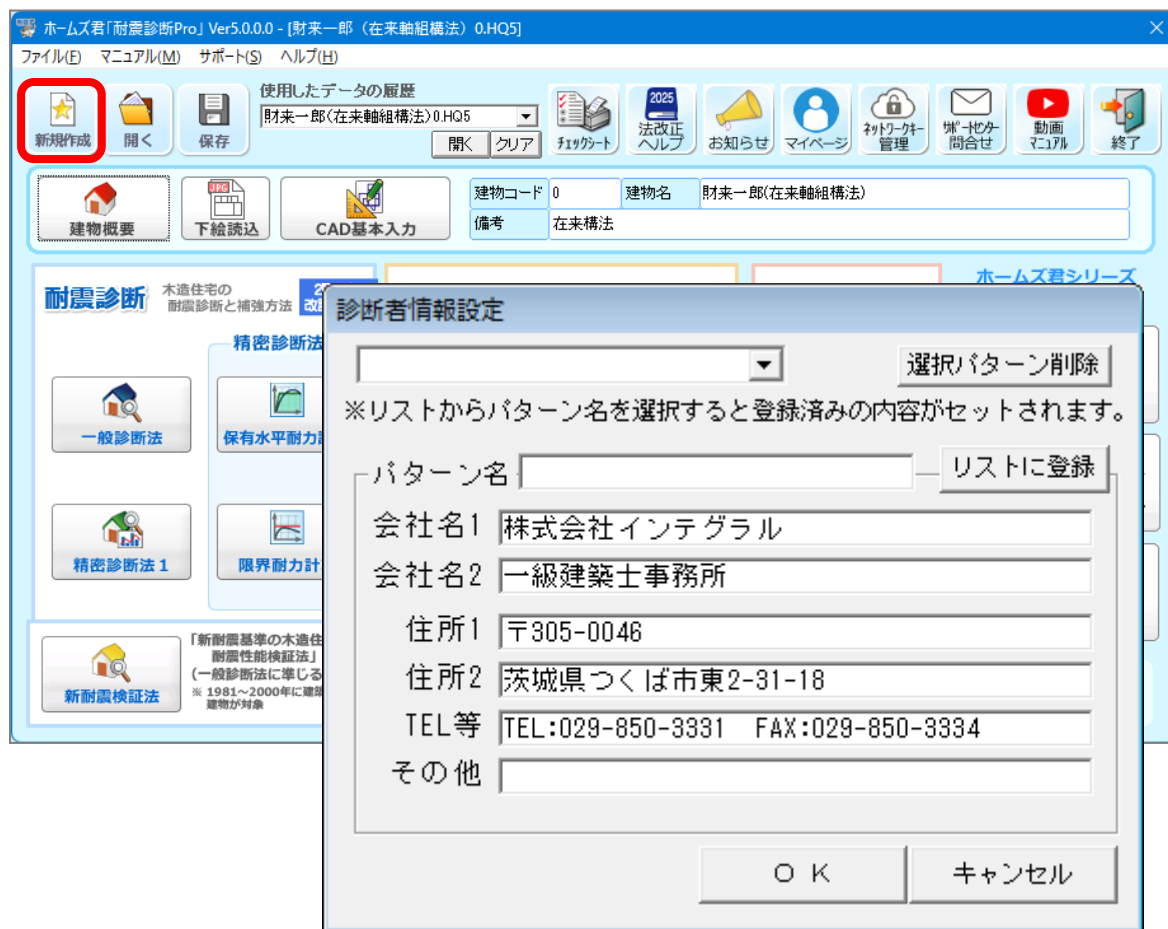 ホームズ君「耐震診断Pro」 Ver5.0.0.0 - [財来一郎（在来軸組構法）0.HQ5]
ファイル(F) マニュアル(M) サポート(S) ヘルプ(H)
新規作成
開く
保存
使用したデータの履歴
財来一郎(在来軸組構法)0.HQ5
開く クリア
チェックシート
2025
法改正
ヘルプ
お知らせ
マイページ
ネットワークキー
管理
サポートセンター
問合せ
動画
マニュアル
終了
建物概要
JPG
下絵読込
CAD基本入力
建物コード 0 建物名 財来一郎(在来軸組構法)
備考 在来構法
ホームズ君シリーズ
耐震診断
木造住宅の
耐震診断と補強方法
精密診断法
一般診断法
保有水平耐力
精密診断法1
限界耐力計
新耐震検証法
「新耐震基準の木造住
耐震性能検証法」
(一般診断法に準じる
※ 1981～2000年に建築
建物が対象
診断者情報設定
選択パターン削除
※リストからパターン名を選択すると登録済みの内容がセットされます。
パターン名
リストに登録
会社名1 株式会社インテグラル
会社名2 一級建築士事務所
住所1 〒305-0046
住所2 茨城県つくば市東2-31-18
TEL等 TEL:029-850-3331 FAX:029-850-3334
その他
ＯＫ
キャンセル